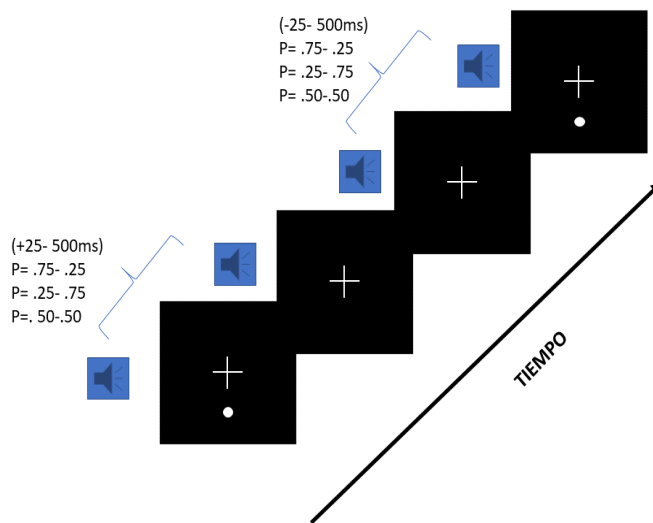 (-25- 500ms)
P= .75- .25
P= .25- .75
P= .50-.50
(+25- 500ms)
P= .75- .25
P= .25- .75
P=. 50-.50
TIEMPO